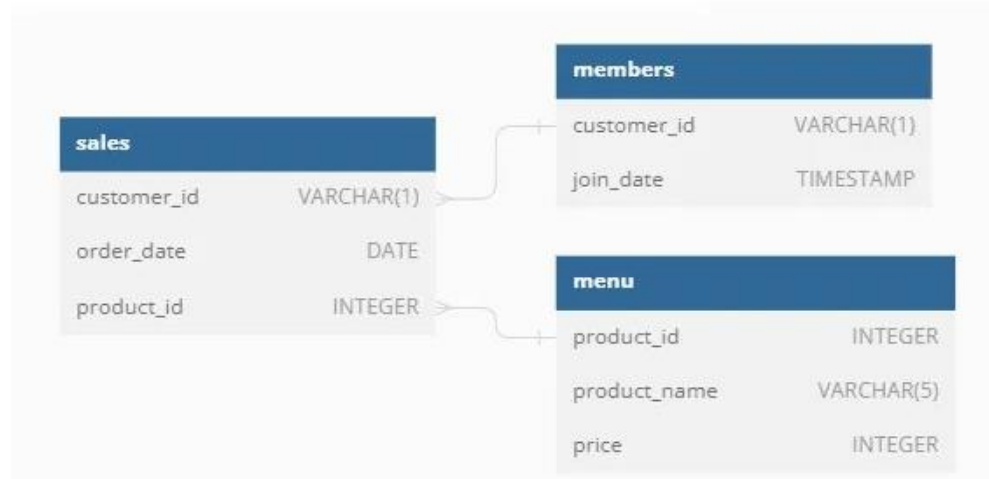 sales
customer_id VARCHAR(1)
order_date DATE
product_id INTEGER
members
customer_id VARCHAR(1)
join_date TIMESTAMP
menu
product_id INTEGER
product_name VARCHAR(5)
price INTEGER